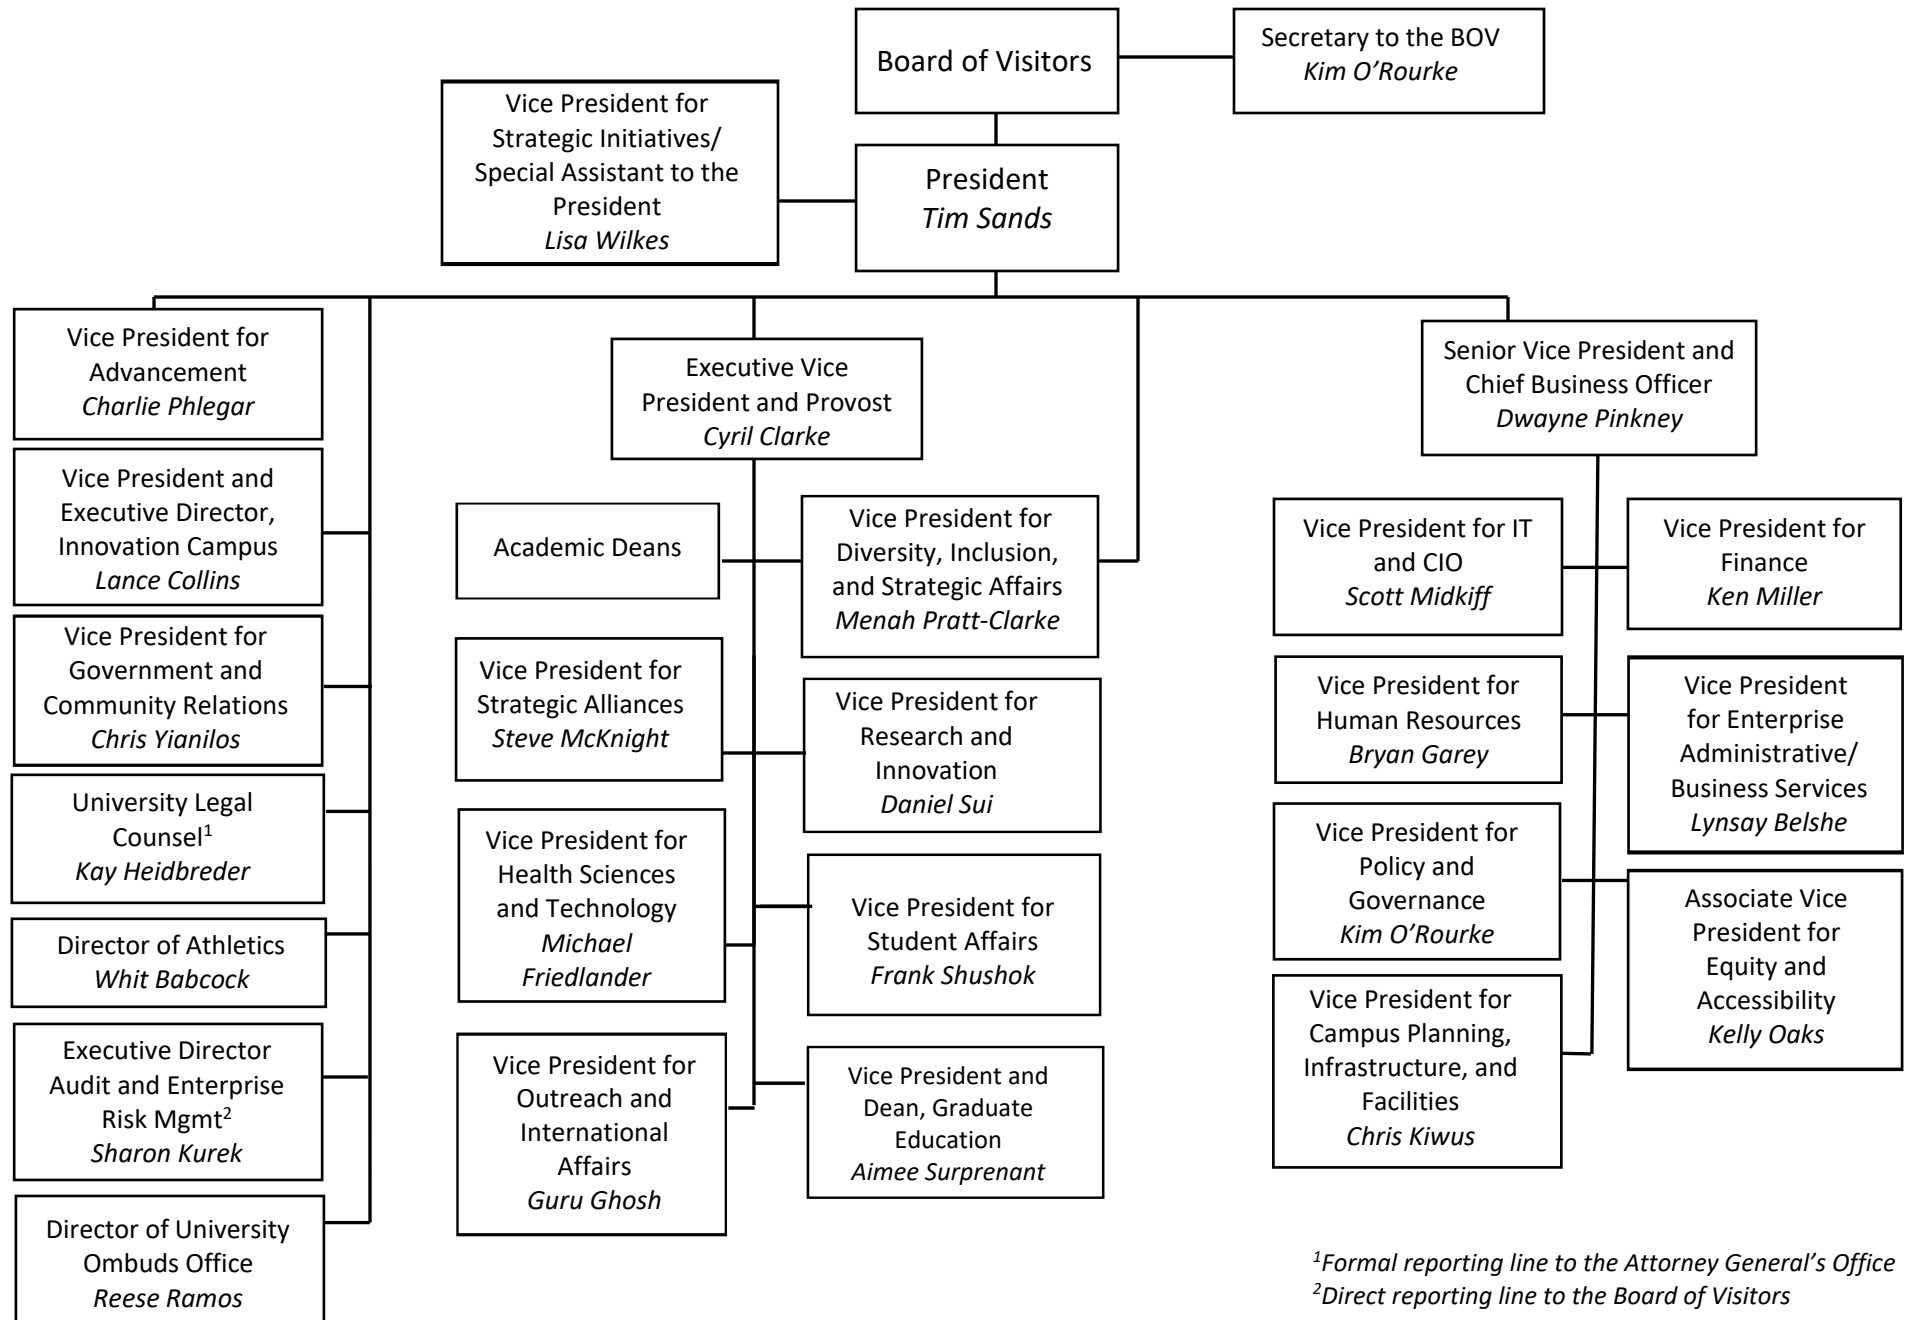 Board of Visitors
Secretary to the BOV
Kim O’Rourke
Vice President for
Strategic Initiatives/
Special Assistant to the
President
Lisa Wilkes
President
Tim Sands
Vice President for
Advancement
Charlie Phlegar
Vice President and
Executive Director,
Innovation Campus
Lance Collins
Vice President for
Government and
Community Relations
Chris Yianilos
University Legal
Counsel¹
Kay Heidbreder
Director of Athletics
Whit Babcock
Executive Director
Audit and Enterprise
Risk Mgmt²
Sharon Kurek
Director of University
Ombuds Office
Reese Ramos
Executive Vice
President and Provost
Cyril Clarke
Academic Deans
Vice President for
Diversity, Inclusion,
and Strategic Affairs
Menah Pratt-Clarke
Vice President for
Strategic Alliances
Steve McKnight
Vice President for
Research and
Innovation
Daniel Sui
Vice President for
Health Sciences
and Technology
Michael
Friedlander
Vice President for
Student Affairs
Frank Shushok
Vice President for
Outreach and
International
Affairs
Guru Ghosh
Vice President and
Dean, Graduate
Education
Aimee Surprenant
Senior Vice President and
Chief Business Officer
Dwayne Pinkney
Vice President for IT
and CIO
Scott Midkiff
Vice President for
Finance
Ken Miller
Vice President for
Human Resources
Bryan Garey
Vice President
for Enterprise
Administrative/
Business Services
Lynsay Belshe
Vice President for
Policy and
Governance
Kim O’Rourke
Associate Vice
President for
Equity and
Accessibility
Kelly Oaks
Vice President for
Campus Planning,
Infrastructure, and
Facilities
Chris Kiwus
¹Formal reporting line to the Attorney General’s Office
²Direct reporting line to the Board of Visitors